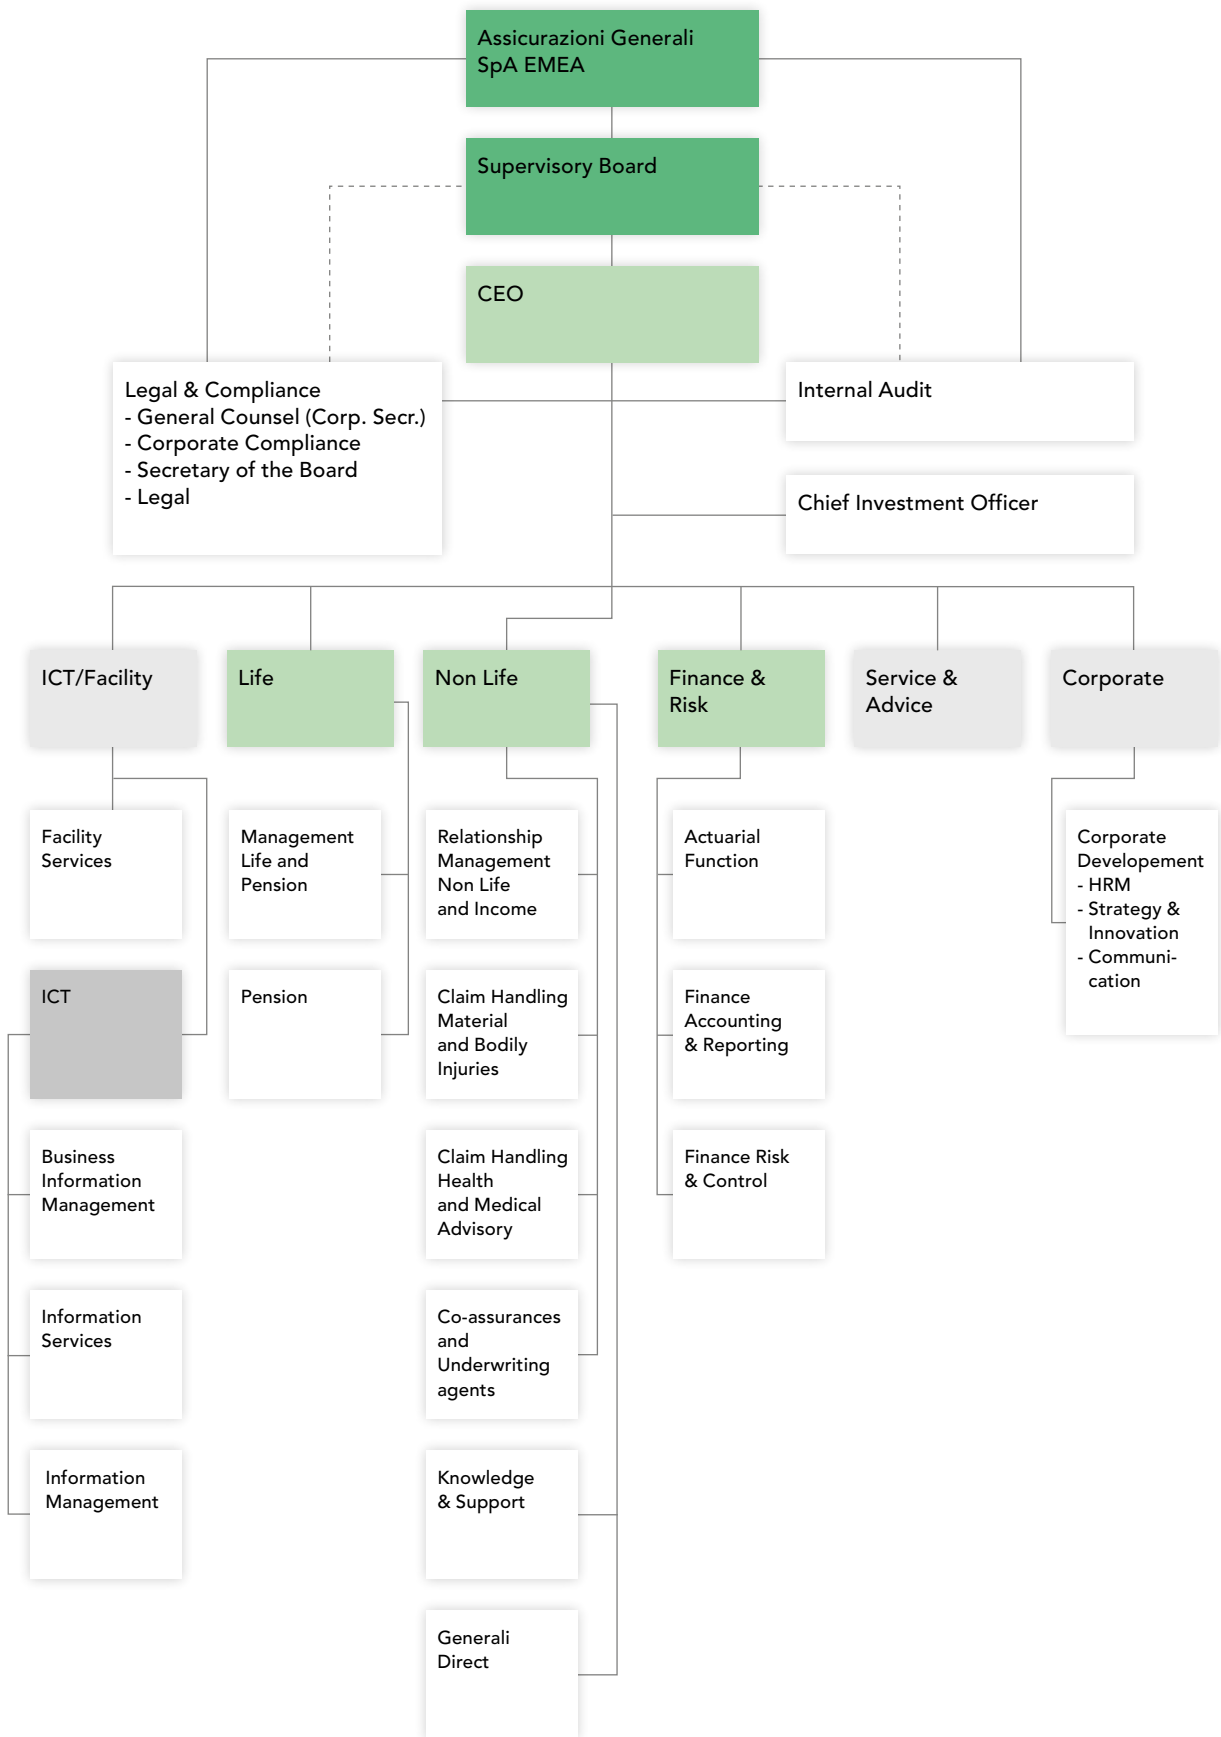 Assicurazioni Generali
SpA EMEA
Supervisory Board
CEO
Legal & Compliance
- General Counsel (Corp. Secr.)
- Corporate Compliance
- Secretary of the Board
- Legal
Internal Audit
Chief Investment Officer
ICT/Facility
Life
Non Life
Finance &
Risk
Service &
Advice
Corporate
Facility
Services
Management
Life and
Pension
Relationship
Management
Non Life
and Income
Actuarial
Function
Corporate
Developement
- HRM
- Strategy &
Innovation
- Communi-
cation
ICT
Pension
Claim Handling
Material
and Bodily
Injuries
Finance
Accounting
& Reporting
Business
Information
Management
Claim Handling
Health
and Medical
Advisory
Finance Risk
& Control
Information
Services
Co-assurances
and
Underwriting
agents
Information
Management
Knowledge
& Support
Generali
Direct